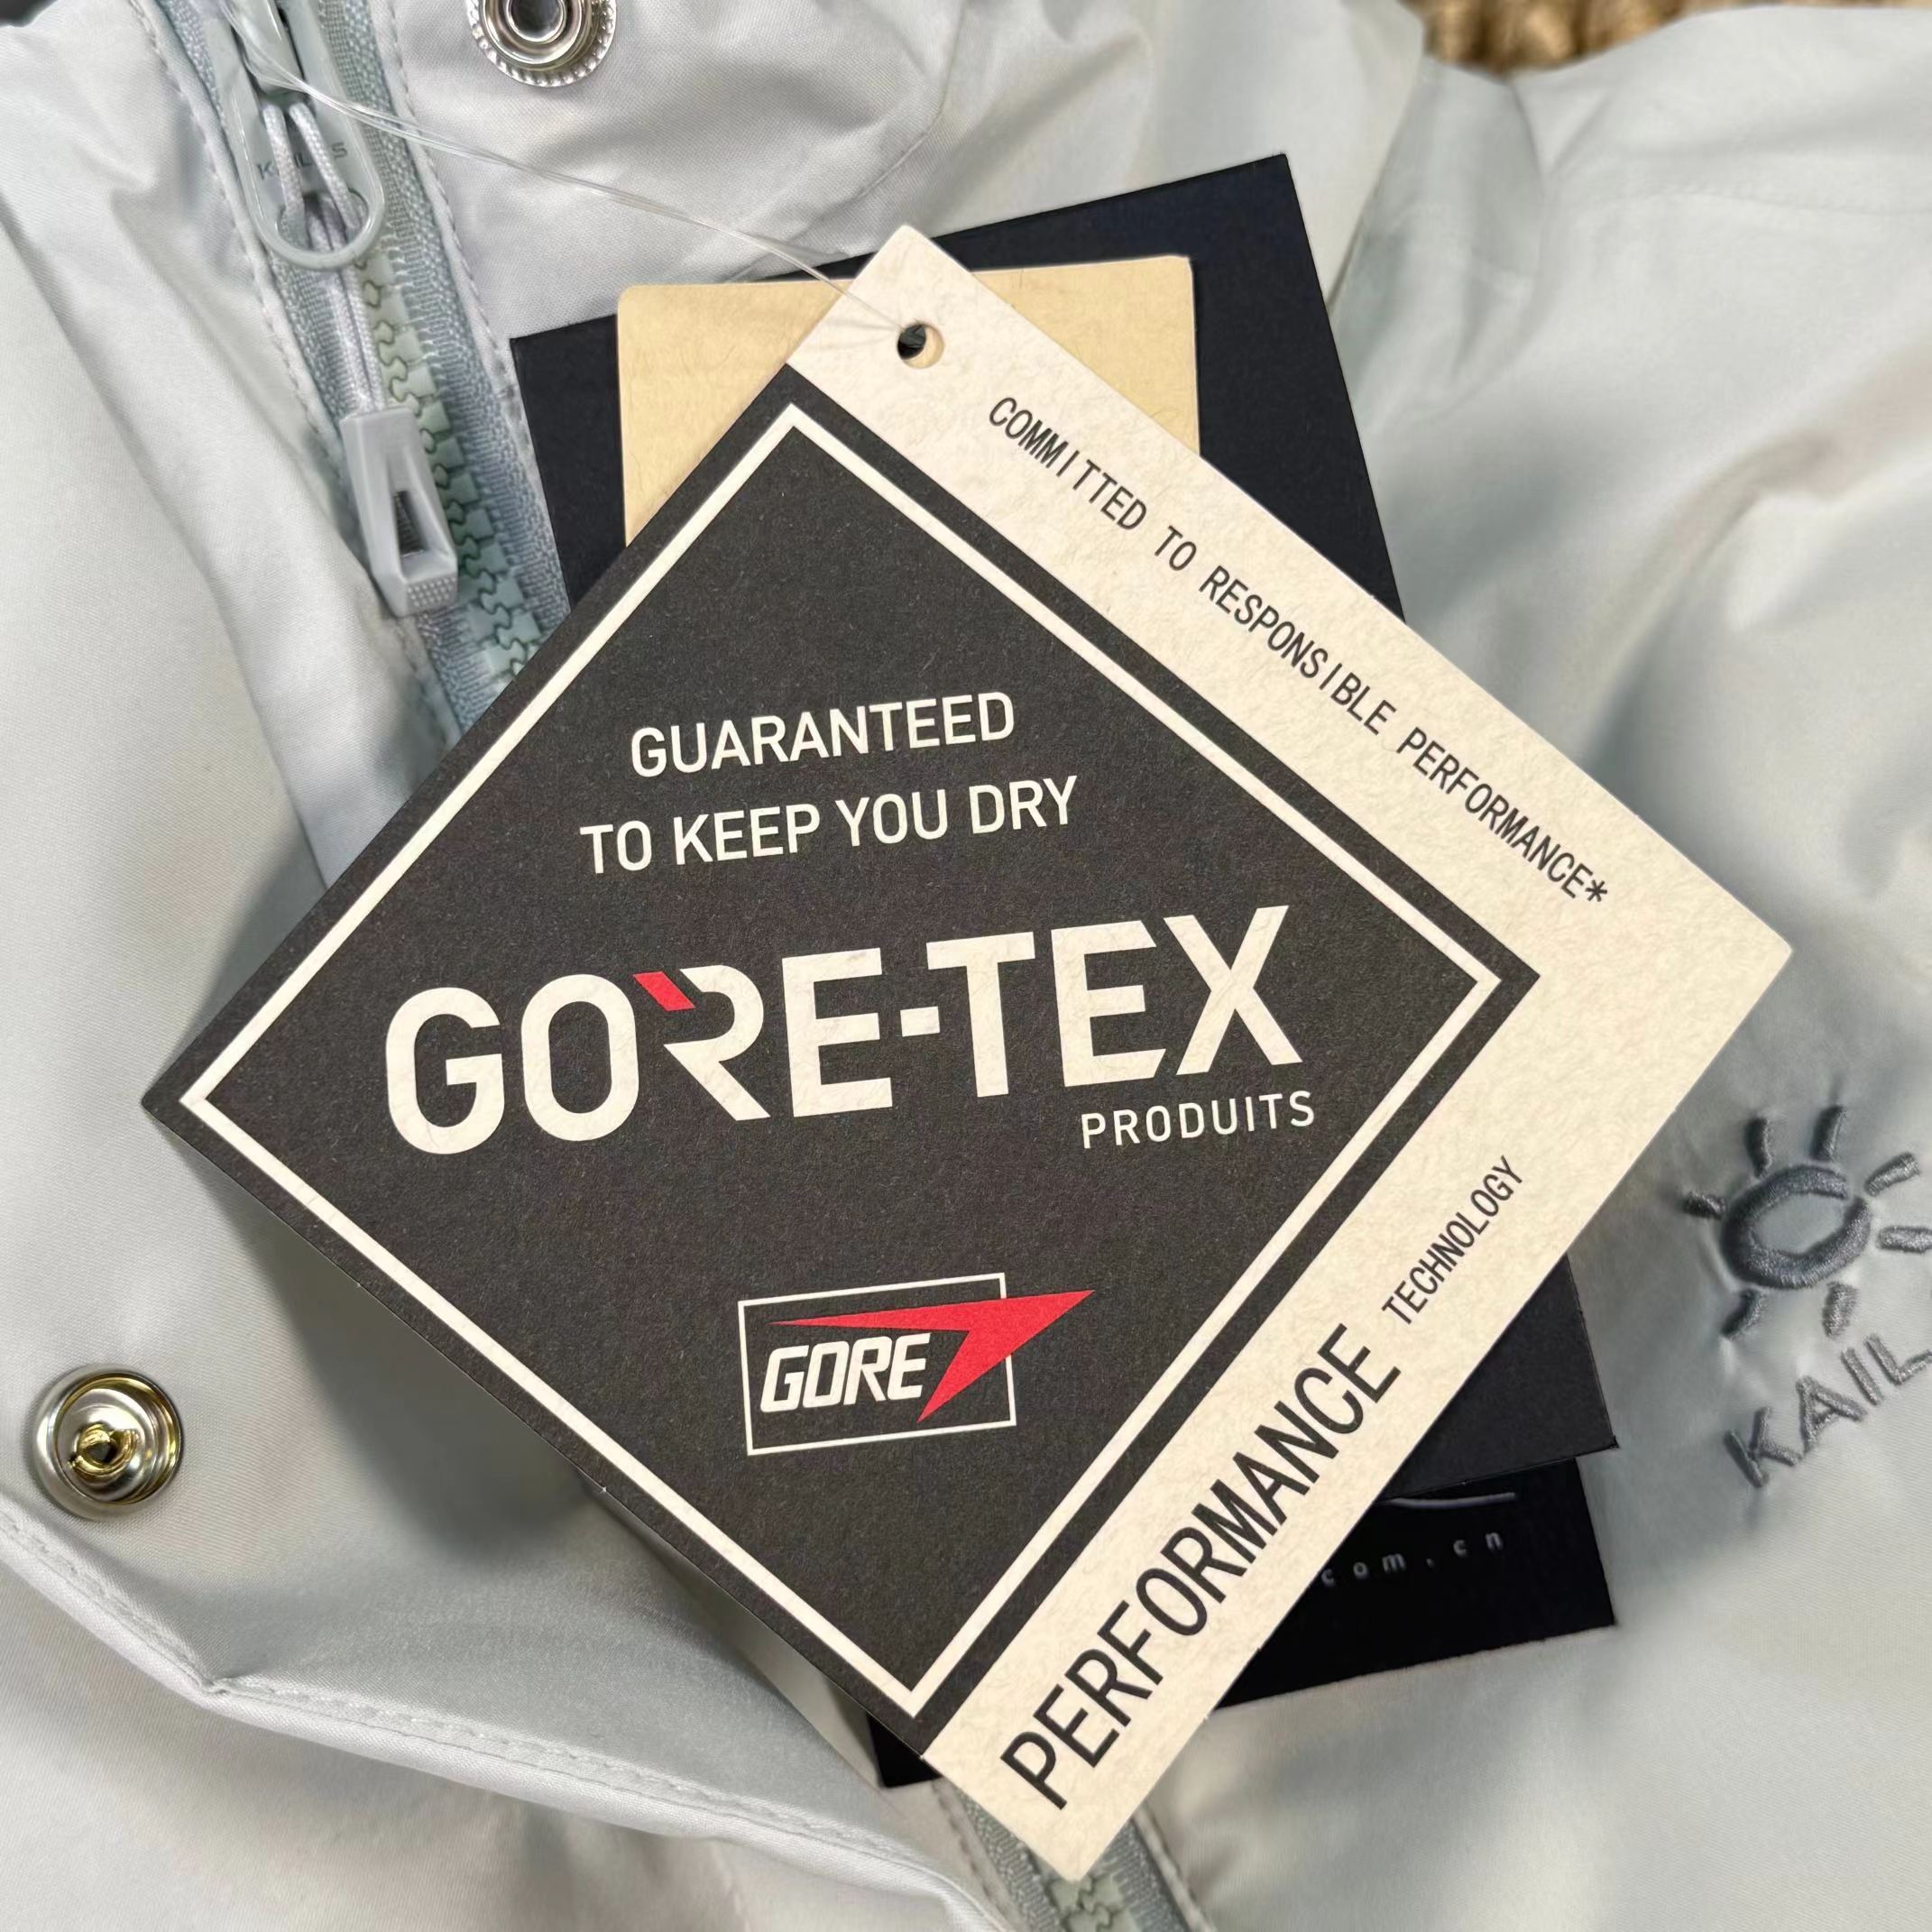 COMMITTED TO RESPONSIBLE PERFORMANCE*
GUARANTEED
TO KEEP YOU DRY
GORE-TEX
PRODUITS
GORE
PERFORMANCE TECHNOLOGY
KAIL
com.cn